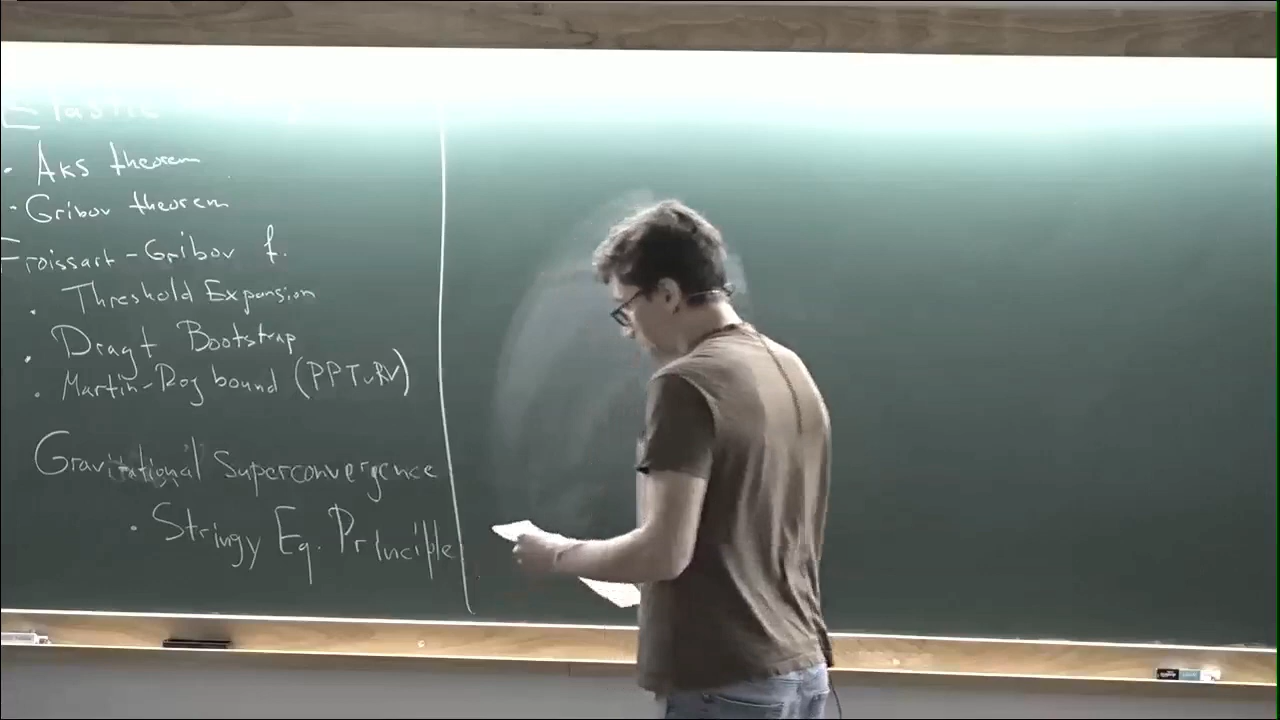 Elastic
· Aks theorem
· Gribov theorem
Froissart-Gribov f.
· Threshold Expansion
· Dragt Bootstrap
· Martin-Roy bound (PPTuRV)
Gravitational Superconvergence
· Stringy Eq. Principle